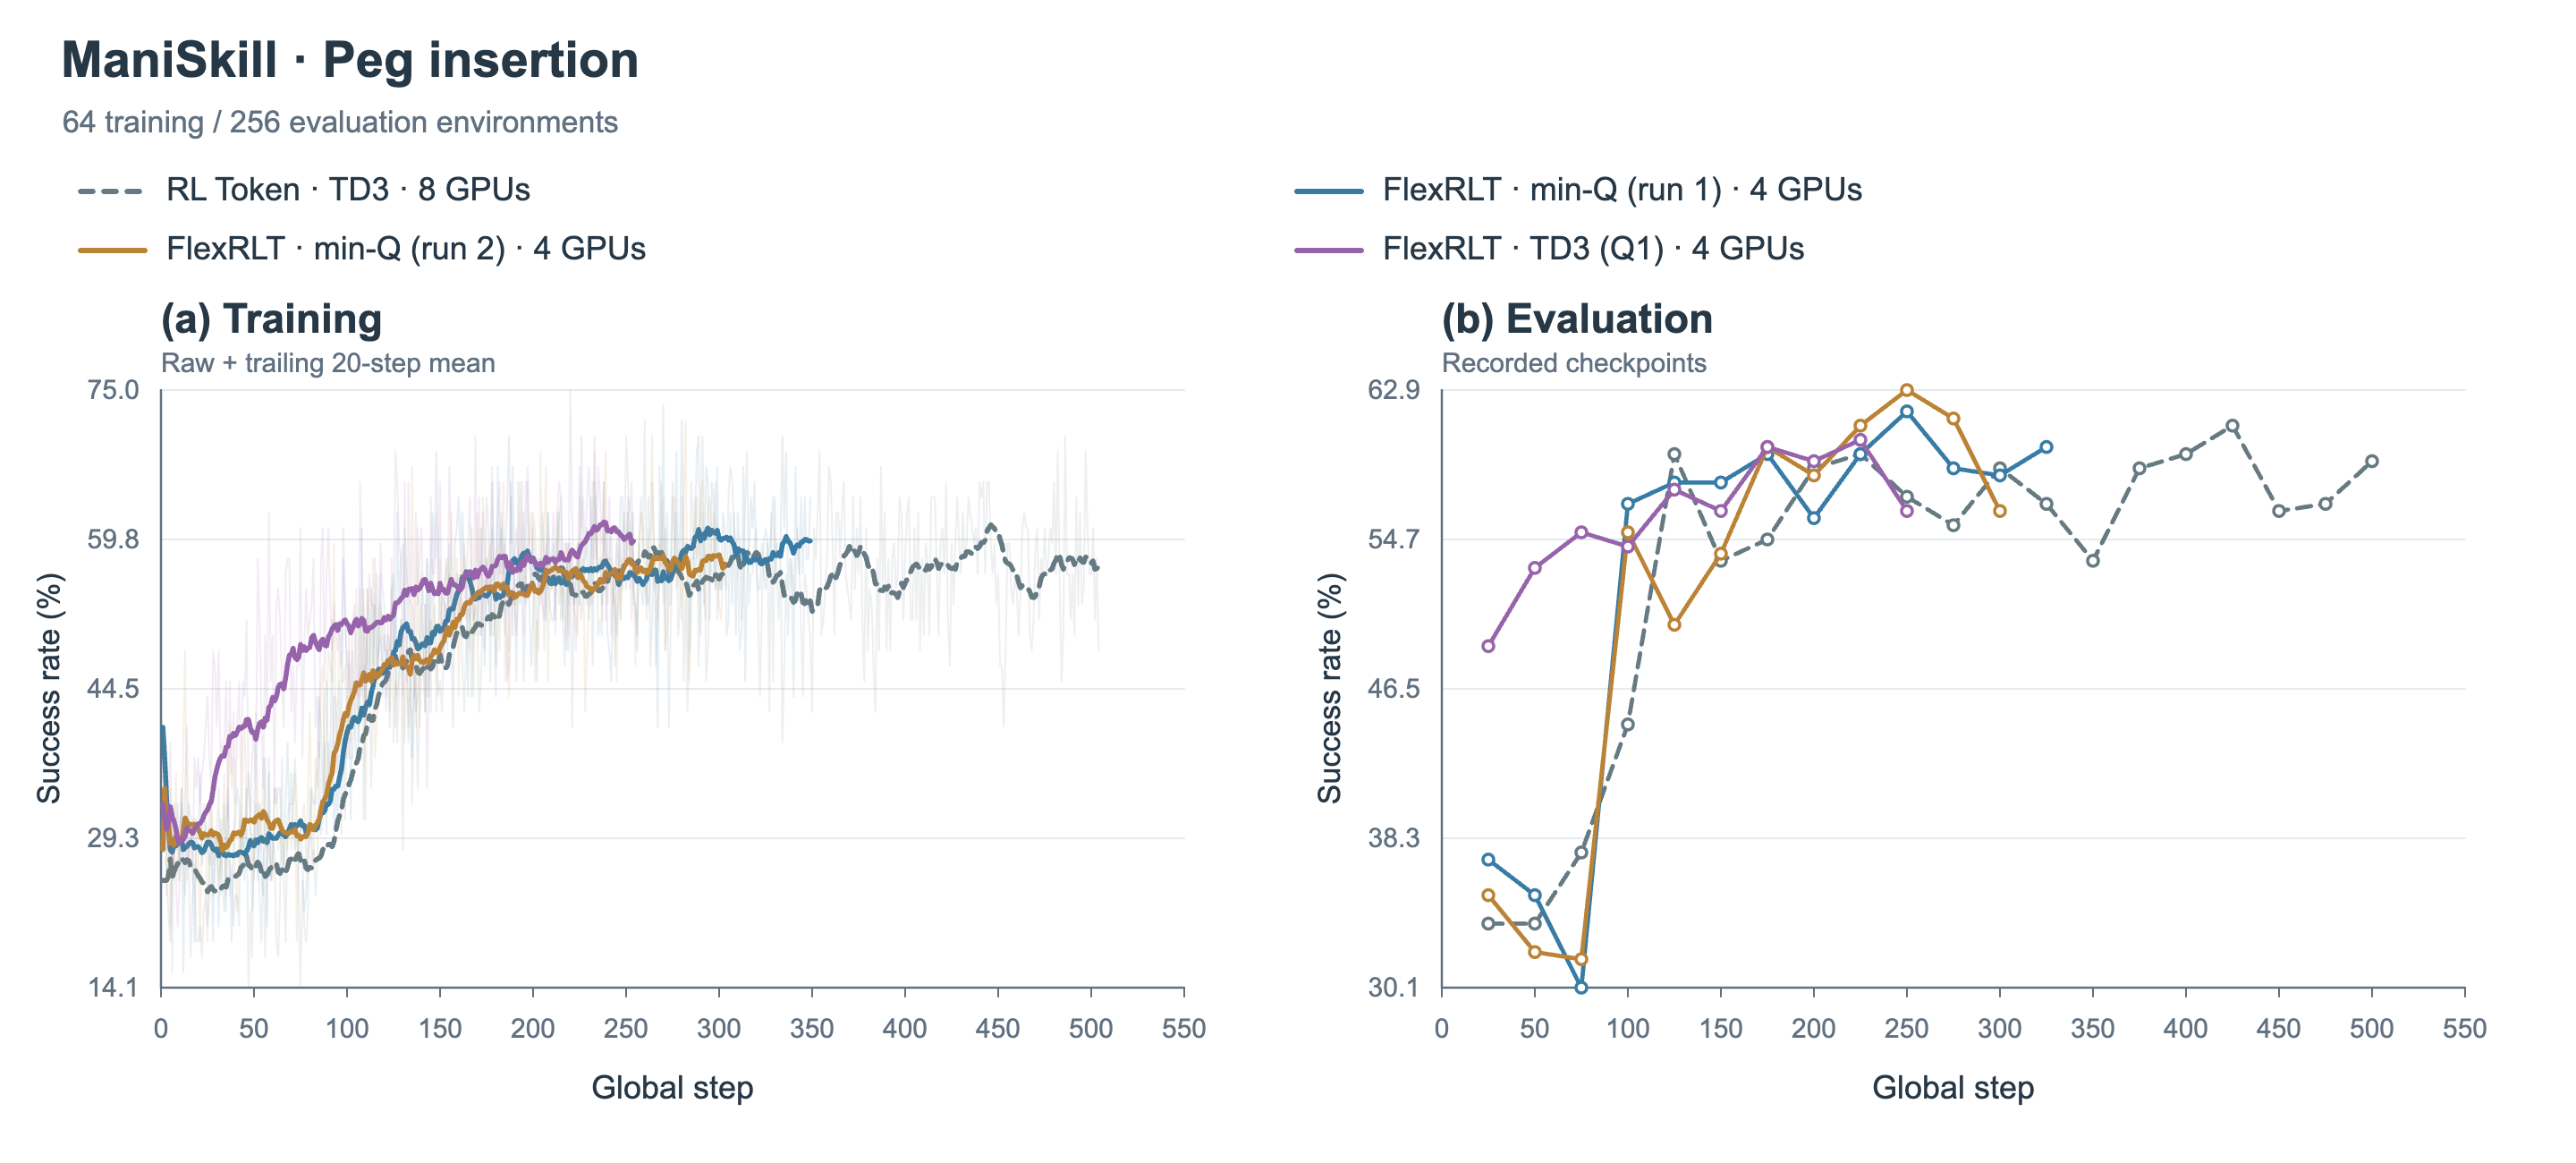 ManiSkill · Peg insertion
64 training / 256 evaluation environments
RL Token · TD3 · 8 GPUs
FlexRLT · min-Q (run 1) · 4 GPUs
FlexRLT · min-Q (run 2) · 4 GPUs
FlexRLT · TD3 (Q1) · 4 GPUs
(a) Training
Raw + trailing 20-step mean
75.0
59.8
44.5
29.3
14.1
Success rate (%)
0 50 100 150 200 250 300 350 400 450 500 550
Global step
(b) Evaluation
Recorded checkpoints
62.9
54.7
46.5
38.3
30.1
Success rate (%)
0 50 100 150 200 250 300 350 400 450 500 550
Global step